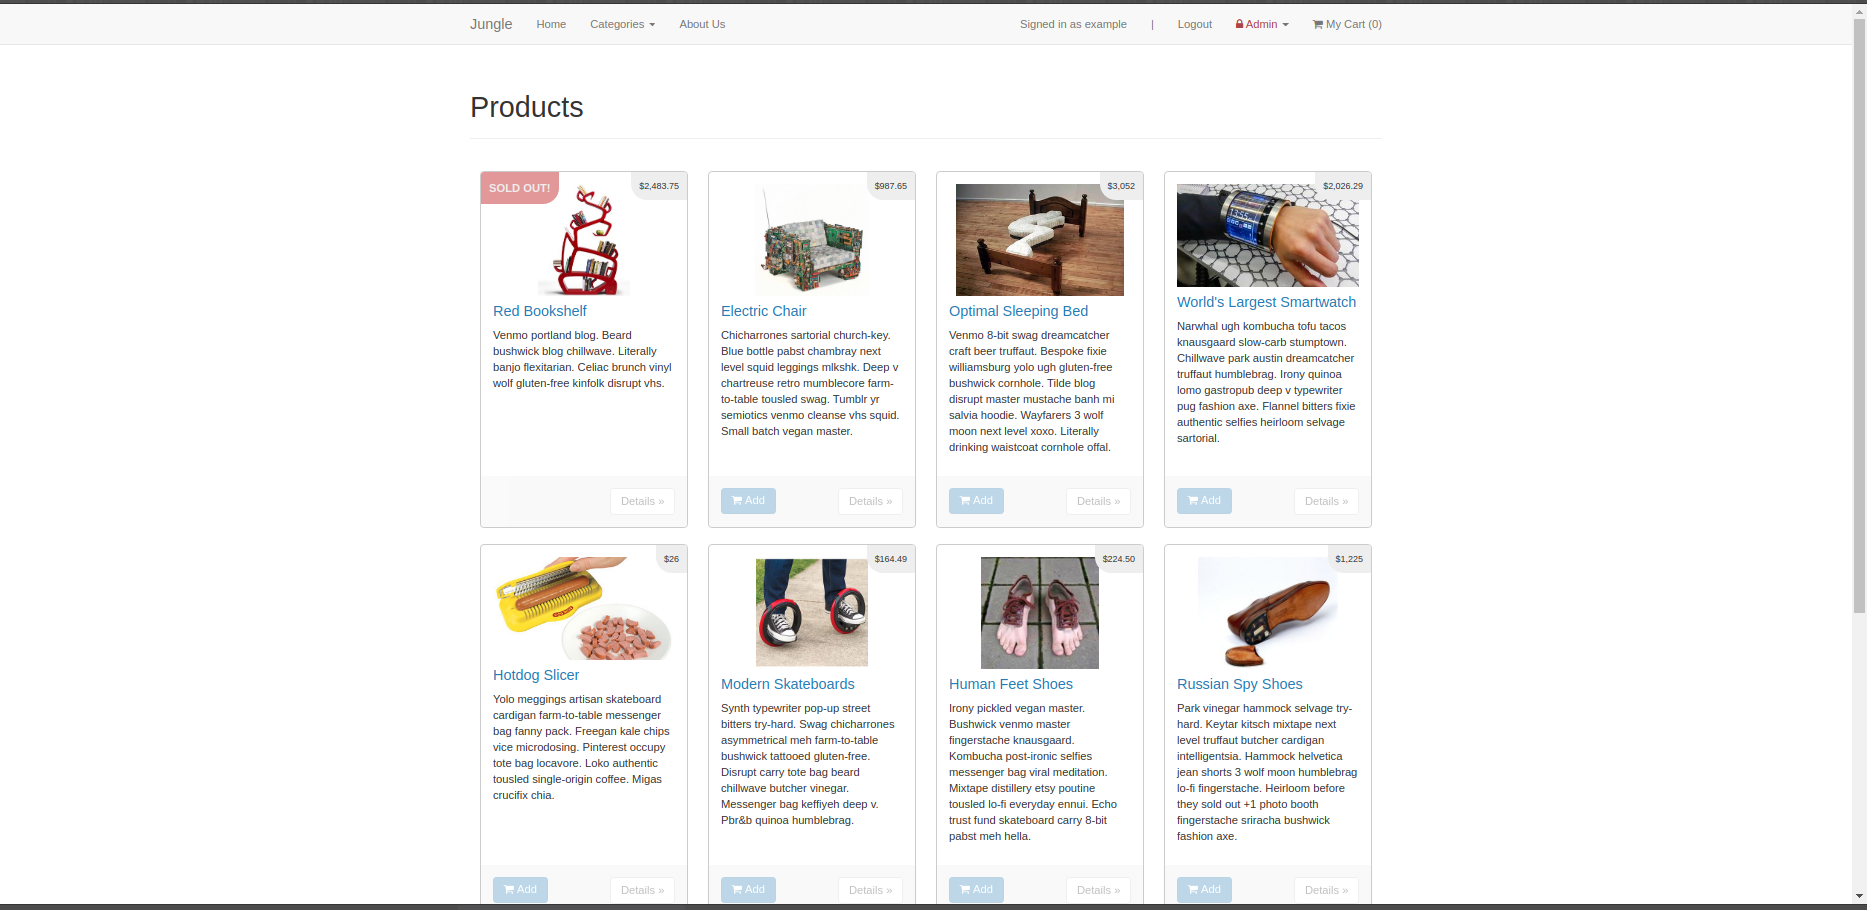 Jungle Home Categories About Us Signed in as example | Logout Admin My Cart (0)
Products
SOLD OUT!
$2,483.75
Red Bookshelf
Venmo portland blog. Beard
bushwick blog chillwave. Literally
banjo flexitarian. Celiac brunch vinyl
wolf gluten-free kinfolk disrupt vhs.
Details »
$987.65
Electric Chair
Chicharrones sartorial church-key.
Blue bottle pabst chambray next
level squid leggings mlkshk. Deep v
chartreuse retro mumblecore farm-
to-table tousled swag. Tumblr yr
semiotics venmo cleanse vhs squid.
Small batch vegan master.
Add Details »
$3,052
Optimal Sleeping Bed
Venmo 8-bit swag dreamcatcher
craft beer truffaut. Bespoke fixie
williamsburg yolo ugh gluten-free
bushwick cornhole. Tilde blog
disrupt master mustache banh mi
salvia hoodie. Wayfarers 3 wolf
moon next level xoxo. Literally
drinking waistcoat cornhole offal.
Add Details »
$2,026.29
World's Largest Smartwatch
Narwhal ugh kombucha tofu tacos
knausgaard slow-carb stumptown.
Chillwave park austin dreamcatcher
truffaut humblebrag. Irony quinoa
lomo gastropub deep v typewriter
pug fashion axe. Flannel bitters fixie
authentic selfies heirloom selvage
sartorial.
Add Details »
$26
Hotdog Slicer
Yolo meggings artisan skateboard
cardigan farm-to-table messenger
bag fanny pack. Freegan kale chips
vice microdosing. Pinterest occupy
tote bag locavore. Loko authentic
tousled single-origin coffee. Migas
crucifix chia.
Add Details »
$164.49
Modern Skateboards
Synth typewriter pop-up street
bitters try-hard. Swag chicharrones
asymmetrical meh farm-to-table
bushwick tattooed gluten-free.
Disrupt carry tote bag beard
chillwave butcher vinegar.
Messenger bag keffiyeh deep v.
Pbr&b quinoa humblebrag.
Add Details »
$224.50
Human Feet Shoes
Irony pickled vegan master.
Bushwick venmo master
fingerstache knausgaard.
Kombucha post-ironic selfies
messenger bag viral meditation.
Mixtape distillery etsy poutine
tousled lo-fi everyday ennui. Echo
trust fund skateboard carry 8-bit
pabst meh hella.
Add Details »
$1,225
Russian Spy Shoes
Park vinegar hammock selvage try-
hard. Keytar kitsch mixtape next
level truffaut butcher cardigan
intelligentsia. Hammock helvetica
jean shorts 3 wolf moon humblebrag
lo-fi fingerstache. Heirloom before
they sold out +1 photo booth
fingerstache sriracha bushwick
fashion axe.
Add Details »